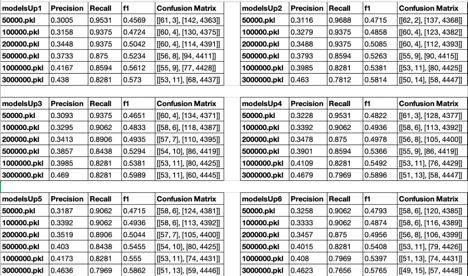 modelsUp1 Precision Recall f1 Confusion Matrix
50000.pkl 0.3005 0.9531 0.4569 [[61, 3], [142, 4363]]
100000.pkl 0.3158 0.9375 0.4724 [[60, 4], [130, 4375]]
200000.pkl 0.3448 0.9375 0.5042 [[60, 4], [114, 4391]]
500000.pkl 0.3733 0.875 0.5234 [[56, 8], [94, 4411]]
1000000.pkl 0.4167 0.8594 0.5612 [[55, 9], [77, 4428]]
3000000.pkl 0.438 0.8281 0.573 [[53, 11], [68, 4437]]
modelsUp2 Precision Recall f1 Confusion Matrix
50000.pkl 0.3116 0.9688 0.4715 [[62, 2], [137, 4368]]
100000.pkl 0.3279 0.9375 0.4858 [[60, 4], [123, 4382]]
200000.pkl 0.3488 0.9375 0.5085 [[60, 4], [112, 4393]]
500000.pkl 0.3793 0.8594 0.5263 [[55, 9], [90, 4415]]
1000000.pkl 0.3985 0.8281 0.5381 [[53, 11], [80, 4425]]
3000000.pkl 0.463 0.7812 0.5814 [[50, 14], [58, 4447]]
modelsUp3 Precision Recall f1 Confusion Matrix
50000.pkl 0.3093 0.9375 0.4651 [[60, 4], [134, 4371]]
100000.pkl 0.3295 0.9062 0.4833 [[58, 6], [118, 4387]]
200000.pkl 0.3413 0.8906 0.4935 [[57, 7], [110, 4395]]
500000.pkl 0.3857 0.8438 0.5294 [[54, 10], [86, 4419]]
1000000.pkl 0.3985 0.8281 0.5381 [[53, 11], [80, 4425]]
3000000.pkl 0.469 0.8281 0.5989 [[53, 11], [60, 4445]]
modelsUp4 Precision Recall f1 Confusion Matrix
50000.pkl 0.3228 0.9531 0.4822 [[61, 3], [128, 4377]]
100000.pkl 0.3392 0.9062 0.4936 [[58, 6], [113, 4392]]
200000.pkl 0.3478 0.875 0.4978 [[56, 8], [105, 4400]]
500000.pkl 0.3901 0.8594 0.5366 [[55, 9], [86, 4419]]
1000000.pkl 0.4109 0.8281 0.5492 [[53, 11], [76, 4429]]
3000000.pkl 0.4679 0.7969 0.5896 [[51, 13], [58, 4447]]
modelsUp5 Precision Recall f1 Confusion Matrix
50000.pkl 0.3187 0.9062 0.4715 [[58, 6], [124, 4381]]
100000.pkl 0.3392 0.9062 0.4936 [[58, 6], [113, 4392]]
200000.pkl 0.3519 0.8906 0.5044 [[57, 7], [105, 4400]]
500000.pkl 0.403 0.8438 0.5455 [[54, 10], [80, 4425]]
1000000.pkl 0.4173 0.8281 0.555 [[53, 11], [74, 4431]]
3000000.pkl 0.4636 0.7969 0.5862 [[51, 13], [59, 4446]]
modelsUp6 Precision Recall f1 Confusion Matrix
50000.pkl 0.3258 0.9062 0.4793 [[58, 6], [120, 4385]]
100000.pkl 0.3333 0.9062 0.4874 [[58, 6], [116, 4389]]
200000.pkl 0.3457 0.875 0.4956 [[56, 8], [106, 4399]]
500000.pkl 0.4015 0.8281 0.5408 [[53, 11], [79, 4426]]
1000000.pkl 0.408 0.7969 0.5397 [[51, 13], [74, 4431]]
3000000.pkl 0.4623 0.7656 0.5765 [[49, 15], [57, 4448]]